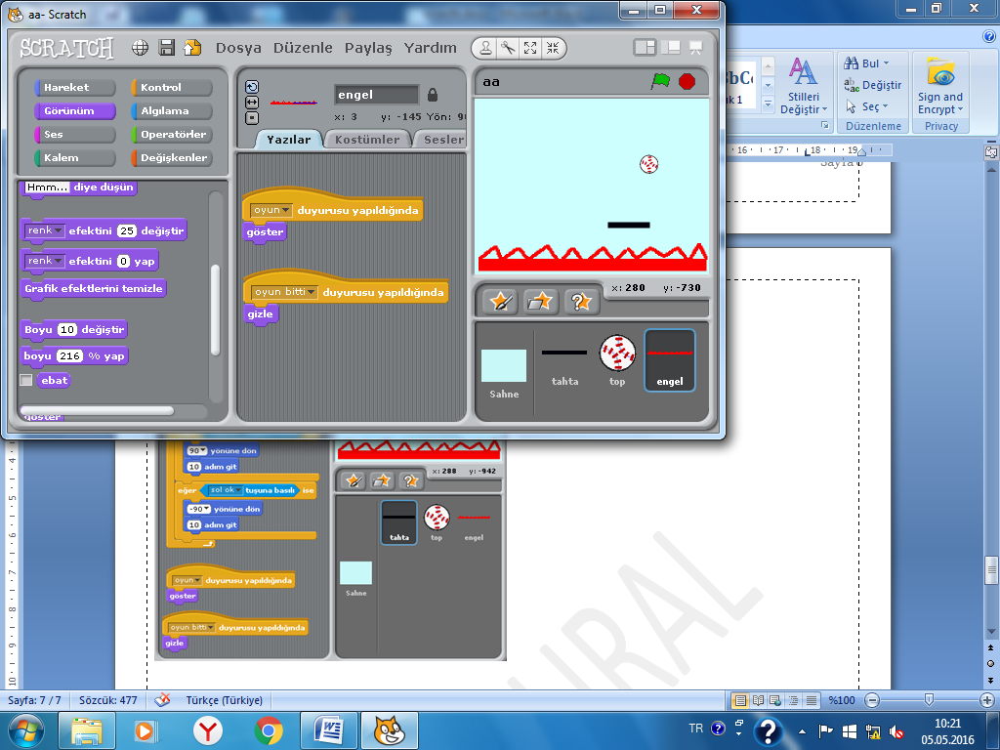 aa- Scratch
SCRATCH
Dosya Düzenle Paylaş Yardım
Hareket
Kontrol
Görünüm
Algılama
Ses
Operatörler
Kalem
Değişkenler
Hmm... diye düşün
renk efektini 25 değiştir
renk efektini 0 yap
Grafik efektlerini temizle
Boyu 10 değiştir
boyu 216 % yap
ebat
göster
engel
x: 3 y: -145 Yön:
Yazılar Kostümler Sesler
oyun duyurusu yapıldığında
göster
oyun bitti duyurusu yapıldığında
gizle
aa
x: 280 y: -730
Sahne
tahta
top
engel
Stilleri
Değiştir
Bul
Değiştir
Seç
Düzenleme
Sign and
Encrypt
Privacy
16 17 18 19
90 yönüne dön
10 adım git
eğer sol ok tuşuna basılı ise
-90 yönüne dön
10 adım git
oyun duyurusu yapıldığında
göster
oyun bitti duyurusu yapıldığında
gizle
x: 288 y: -942
tahta top engel
Sahne
URAL
Sayfa: 7 / 7 Sözcük: 477 Türkçe (Türkiye) %100
TR
10:21
05.05.2016